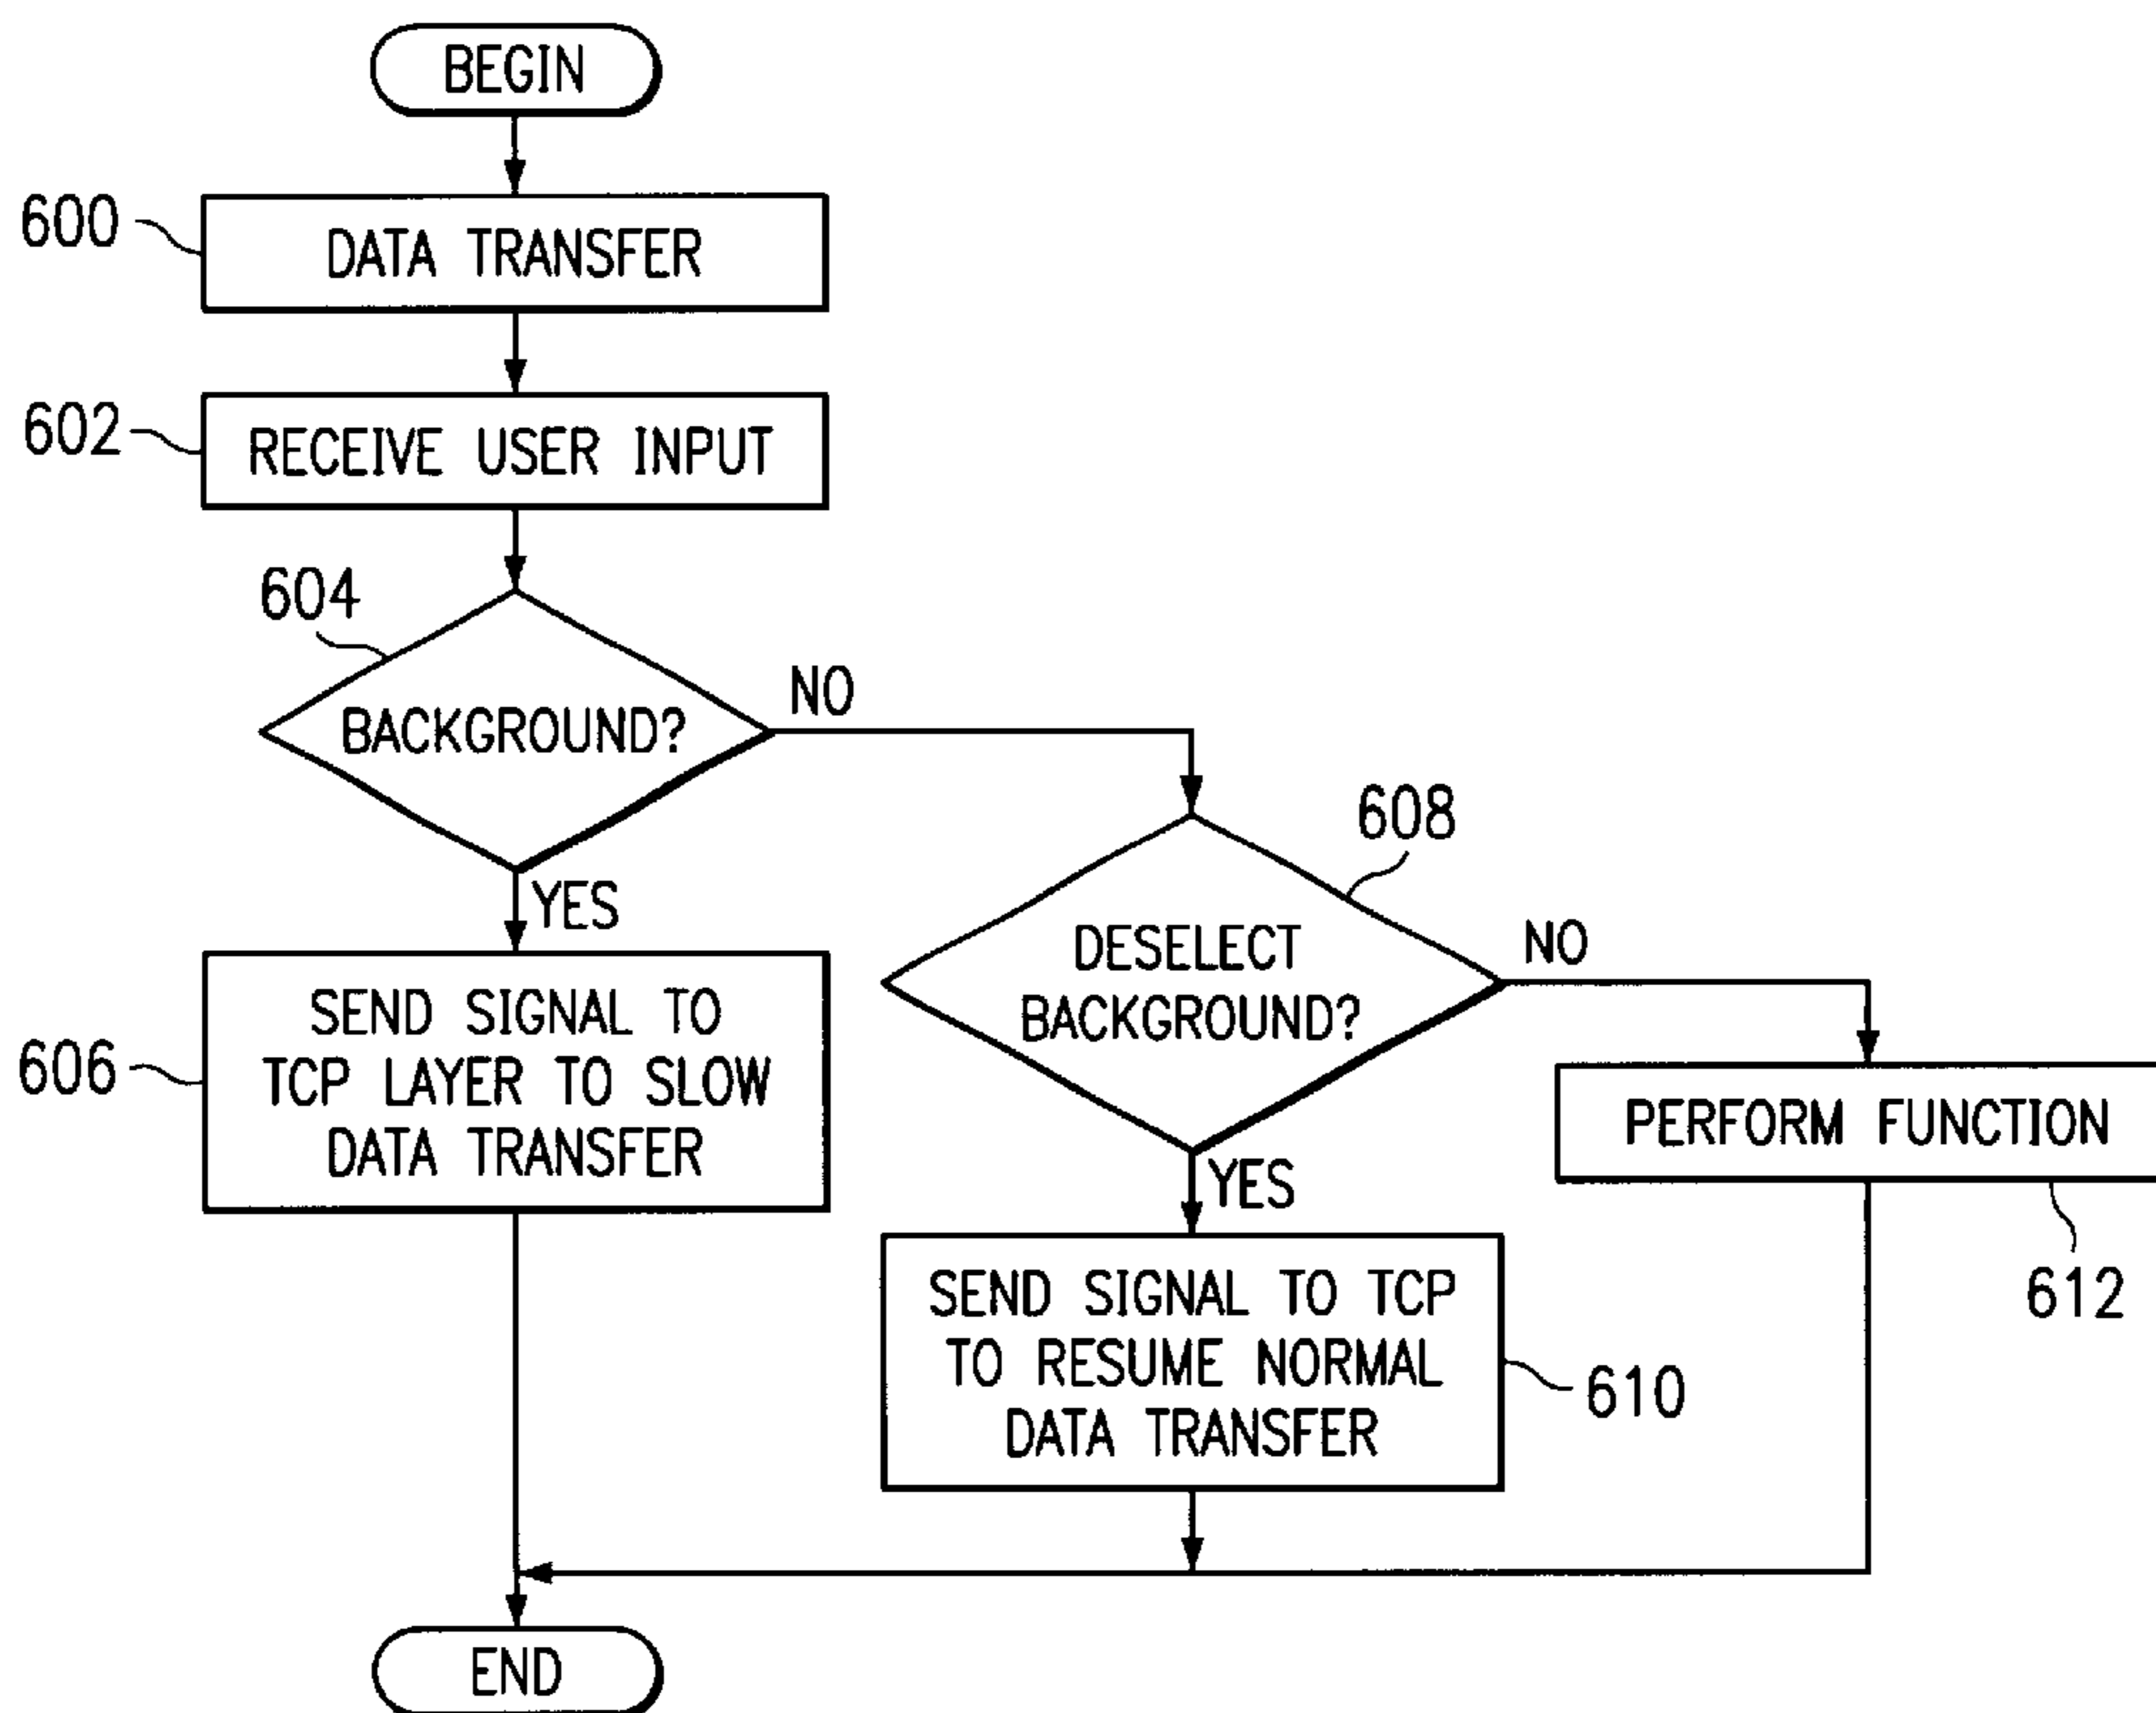 BEGIN
600
DATA TRANSFER
602
RECEIVE USER INPUT
604
BACKGROUND?
NO
YES
606
SEND SIGNAL TO
TCP LAYER TO SLOW
DATA TRANSFER
608
DESELECT
BACKGROUND?
NO
YES
PERFORM FUNCTION
612
SEND SIGNAL TO TCP
TO RESUME NORMAL
DATA TRANSFER
610
END